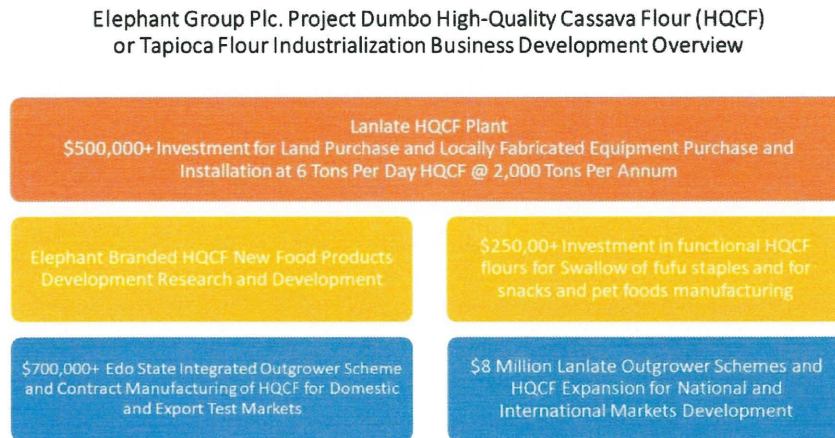 Elephant Group Plc. Project Dumbo High-Quality Cassava Flour (HQCF)
or Tapioca Flour Industrialization Business Development Overview
Lanlate HQCF Plant
$500,000+ Investment for Land Purchase and Locally Fabricated Equipment Purchase and
Installation at 6 Tons Per Day HQCF @ 2,000 Tons Per Annum
Elephant Branded HQCF New Food Products
Development Research and Development
$250,00+ Investment in functional HQCF
flours for Swallow of fufu staples and for
snacks and pet foods manufacturing
$700,000+ Edo State Integrated Outgrower Scheme
and Contract Manufacturing of HQCF for Domestic
and Export Test Markets
$8 Million Lanlate Outgrower Schemes and
HQCF Expansion for National and
International Markets Development